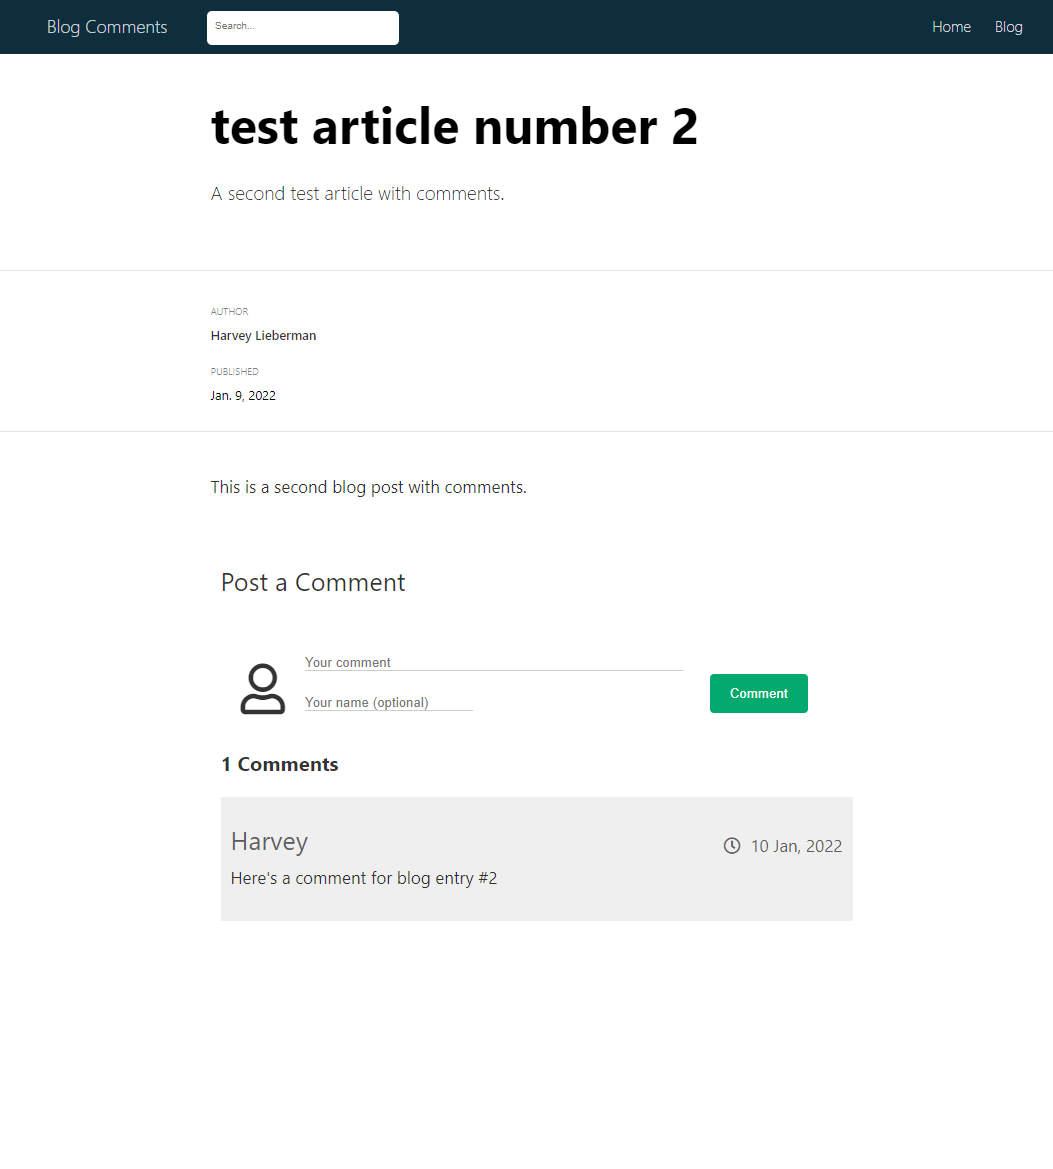 Blog Comments Search... Home Blog
test article number 2
A second test article with comments.
AUTHOR
Harvey Lieberman
PUBLISHED
Jan. 9, 2022
This is a second blog post with comments.
Post a Comment
Your comment
Your name (optional)
Comment
1 Comments
Harvey 10 Jan, 2022
Here's a comment for blog entry #2